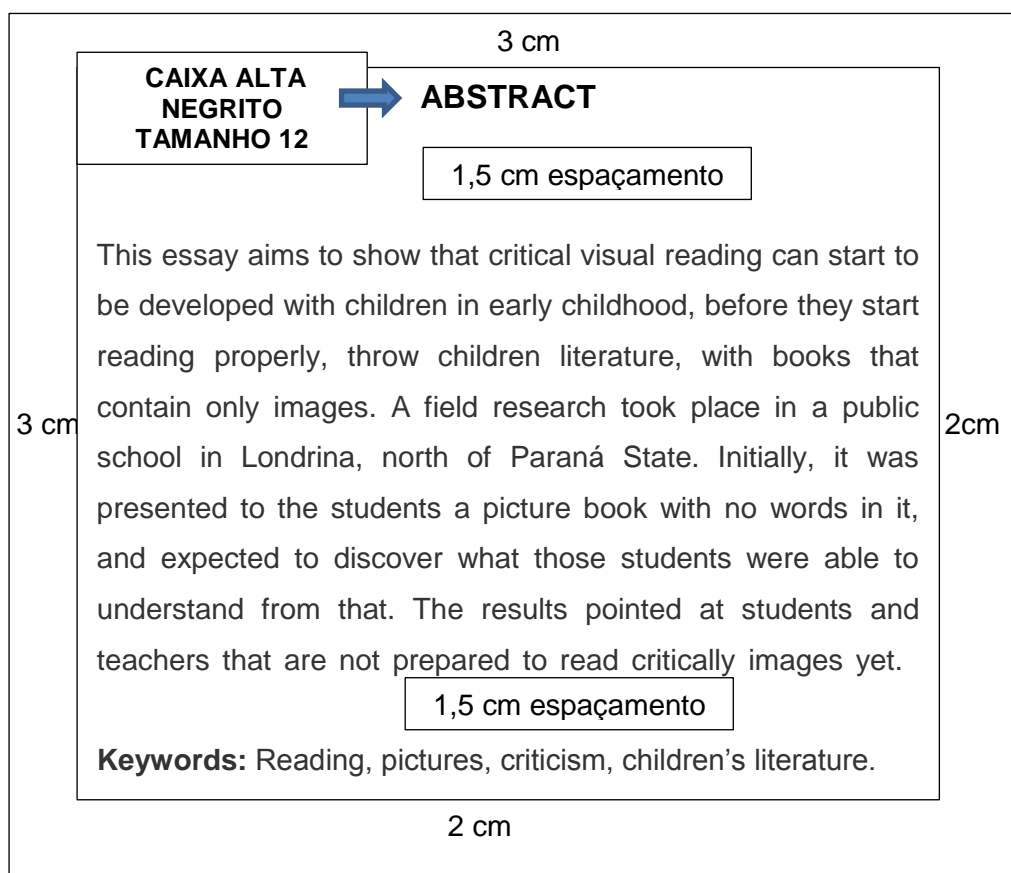 3 cm
CAIXA ALTA
NEGRITO
TAMANHO 12
ABSTRACT
1,5 cm espaçamento
This essay aims to show that critical visual reading can start to
be developed with children in early childhood, before they start
reading properly, throw children literature, with books that
contain only images. A field research took place in a public
3 cm
2cm
school in Londrina, north of Paraná State. Initially, it was
presented to the students a picture book with no words in it,
and expected to discover what those students were able to
understand from that. The results pointed at students and
teachers that are not prepared to read critically images yet.
1,5 cm espaçamento
Keywords: Reading, pictures, criticism, children’s literature.
2 cm